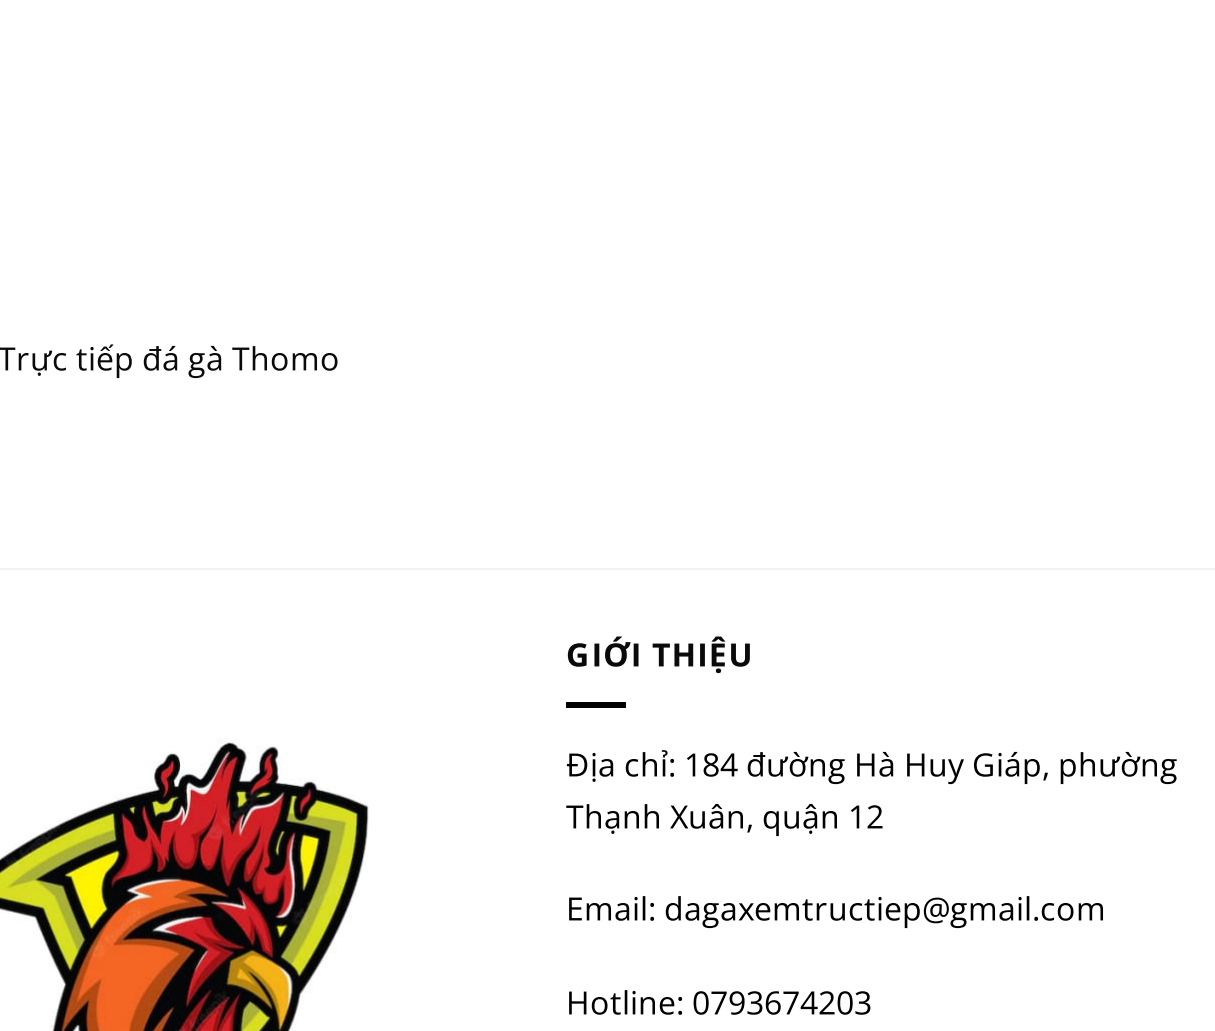 Trực tiếp đá gà Thomo
GIỚI THIỆU
Địa chỉ: 184 đường Hà Huy Giáp, phường
Thạnh Xuân, quận 12
Email: dagaxemtructiep@gmail.com
Hotline: 0793674203